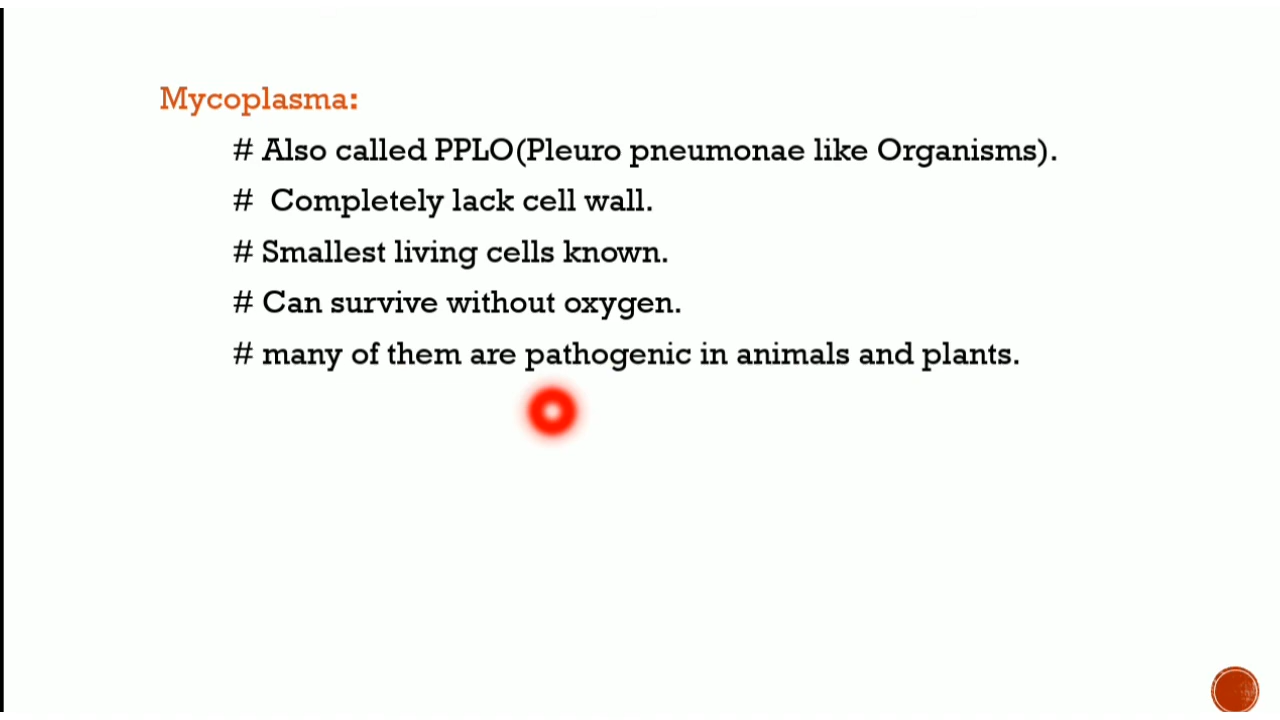 Mycoplasma:
# Also called PPLO(Pleuro pneumonae like Organisms).
# Completely lack cell wall.
# Smallest living cells known.
# Can survive without oxygen.
# many of them are pathogenic in animals and plants.